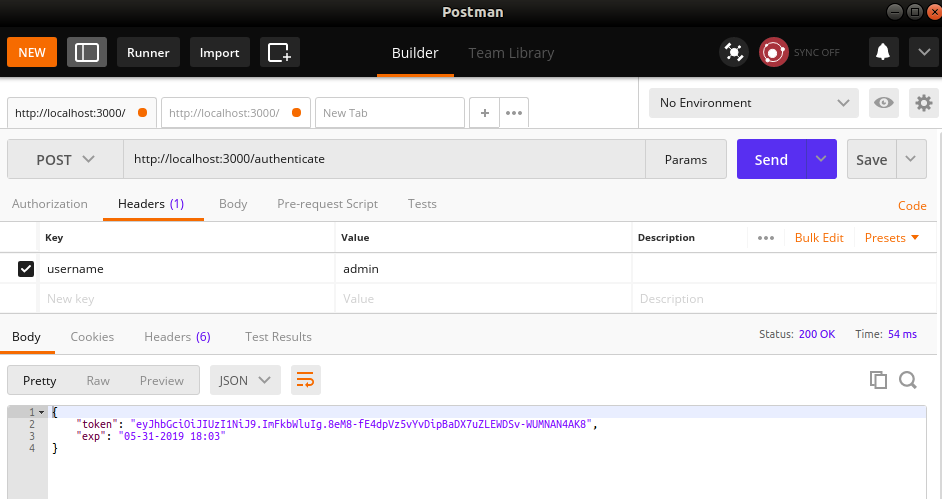 Postman
NEW Runner Import Builder Team Library SYNC OFF
http://localhost:3000/ http://localhost:3000/ New Tab + ••• No Environment
POST http://localhost:3000/authenticate Params Send Save
Authorization Headers (1) Body Pre-request Script Tests Code
Key Value Description ••• Bulk Edit Presets
username admin
New key Value Description
Body Cookies Headers (6) Test Results Status: 200 OK Time: 54 ms
Pretty Raw Preview JSON
1 {
2 "token": "eyJhbGciOiJIUzI1NiJ9.ImFkbWluIg.8eM8-fE4dpVz5vYvDipBaDX7uZLEWDSv-WUMNAN4AK8",
3 "exp": "05-31-2019 18:03"
4 }